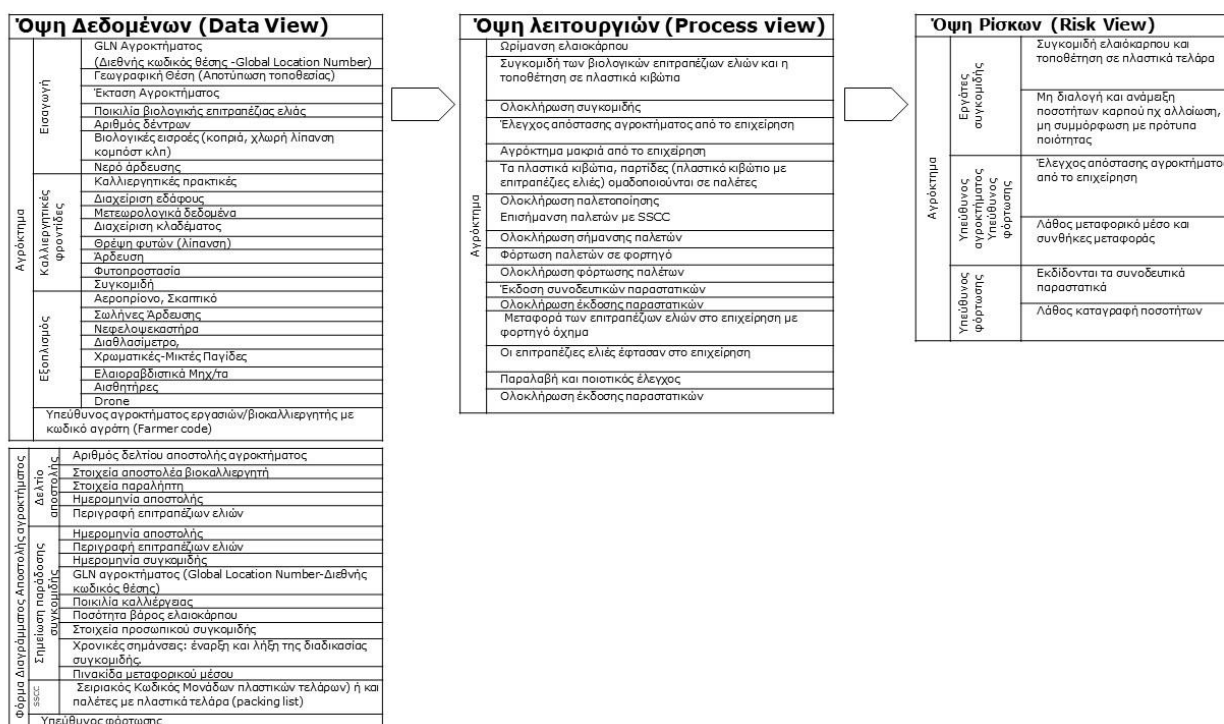 Όψη Δεδομένων (Data View)
Αγρόκτημα
Εισαγωγή
GLN Αγροκτήματος
(Διεθνής κωδικός θέσης -Global Location Number)
Γεωγραφική Θέση (Αποτύπωση τοποθεσίας)
Έκταση Αγροκτήματος
Ποικιλία βιολογικής επιτραπέζιας ελιάς
Αριθμός δέντρων
Βιολογικές εισροές (κοπριά, χλωρή λίπανση
κομπόστ κλπ)
Νερό άρδευσης
Καλλιεργητικές
φροντίδες
Καλλιεργητικές πρακτικές
Διαχείριση εδάφους
Μετεωρολογικά δεδομένα
Διαχείριση κλαδέματος
Θρέψη φυτών (λίπανση)
Άρδευση
Φυτοπροστασία
Συγκομιδή
Εξοπλισμός
Αεροπρίονο, Σκαπτικό
Σωλήνες Άρδευσης
Νεφελοψεκαστήρα
Διαθλασίμετρο,
Χρωματικές-Μικτές Παγίδες
Ελαιοραβδιστικά Μηχ/τα
Αισθητήρες
Drone
Υπεύθυνος αγροκτήματος εργασιών/βιοκαλλιεργητής με
κωδικό αγρότη (Farmer code)
Φόρμα Διαγράμματος Αποστολής αγροκτήματος
Δελτίο
αποστολής
Αριθμός δελτίου αποστολής αγροκτήματος
Στοιχεία αποστολέα βιοκαλλιεργητή
Στοιχεία παραλήπτη
Ημερομηνία αποστολής
Περιγραφή επιτραπέζιων ελιών
Σημείωση παράδοσης
συγκομιδής
Ημερομηνία αποστολής
Περιγραφή επιτραπέζιων ελιών
Ημερομηνία συγκομιδής
GLN αγροκτήματος (Global Location Number-Διεθνής
κωδικός θέσης)
Ποικιλία καλλιέργειας
Ποσότητα βάρος ελαιοκάρπου
Στοιχεία προσωπικού συγκομιδής
Χρονικές σημάνσεις: έναρξη και λήξη της διαδικασίας
συγκομιδής.
Πινακίδα μεταφορικού μέσου
SSCC
Σειριακός Κωδικός Μονάδων πλαστικών τελάρων) ή και
παλέτες με πλαστικά τελάρα (packing list)
Υπεύθυνος φόρτωσης
Όψη λειτουργιών (Process view)
Αγρόκτημα
Ωρίμανση ελαιοκάρπου
Συγκομιδή των βιολογικών επιτραπέζιων ελιών και η
τοποθέτηση σε πλαστικά κιβώτια
Ολοκλήρωση συγκομιδής
Έλεγχος απόστασης αγροκτήματος από το επιχείρηση
Αγρόκτημα μακριά από το επιχείρηση
Τα πλαστικά κιβώτια, παρτίδες (πλαστικό κιβώτιο με
επιτραπέζιες ελιές) ομαδοποιούνται σε παλέτες
Ολοκλήρωση παλετοποίησης
Επισήμανση παλετών με SSCC
Ολοκλήρωση σήμανσης παλετών
Φόρτωση παλετών σε φορτηγό
Ολοκλήρωση φόρτωσης παλέτων
Έκδοση συνοδευτικών παραστατικών
Ολοκλήρωση έκδοσης παραστατικών
Μεταφορά των επιτραπέζιων ελιών στο επιχείρηση με
φορτηγό όχημα
Οι επιτραπέζιες ελιές έφτασαν στο επιχείρηση
Παραλαβή και ποιοτικός έλεγχος
Ολοκλήρωση έκδοσης παραστατικών
Όψη Ρίσκων (Risk View)
Αγρόκτημα
Εργάτες
συγκομιδής
Συγκομιδή ελαιόκαρπου και
τοποθέτηση σε πλαστικά τελάρα
Μη διαλογή και ανάμειξη
ποσοτήτων καρπού πχ αλλοίωση,
μη συμμόρφωση με πρότυπα
ποιότητας
Υπεύθυνος
αγροκτήματος
Υπεύθυνος
φόρτωσης
Έλεγχος απόστασης αγροκτήματος
από το επιχείρηση
Λάθος μεταφορικό μέσο και
συνθήκες μεταφοράς
Υπεύθυνος
φόρτωσης
Εκδίδονται τα συνοδευτικά
παραστατικά
Λάθος καταγραφή ποσοτήτων